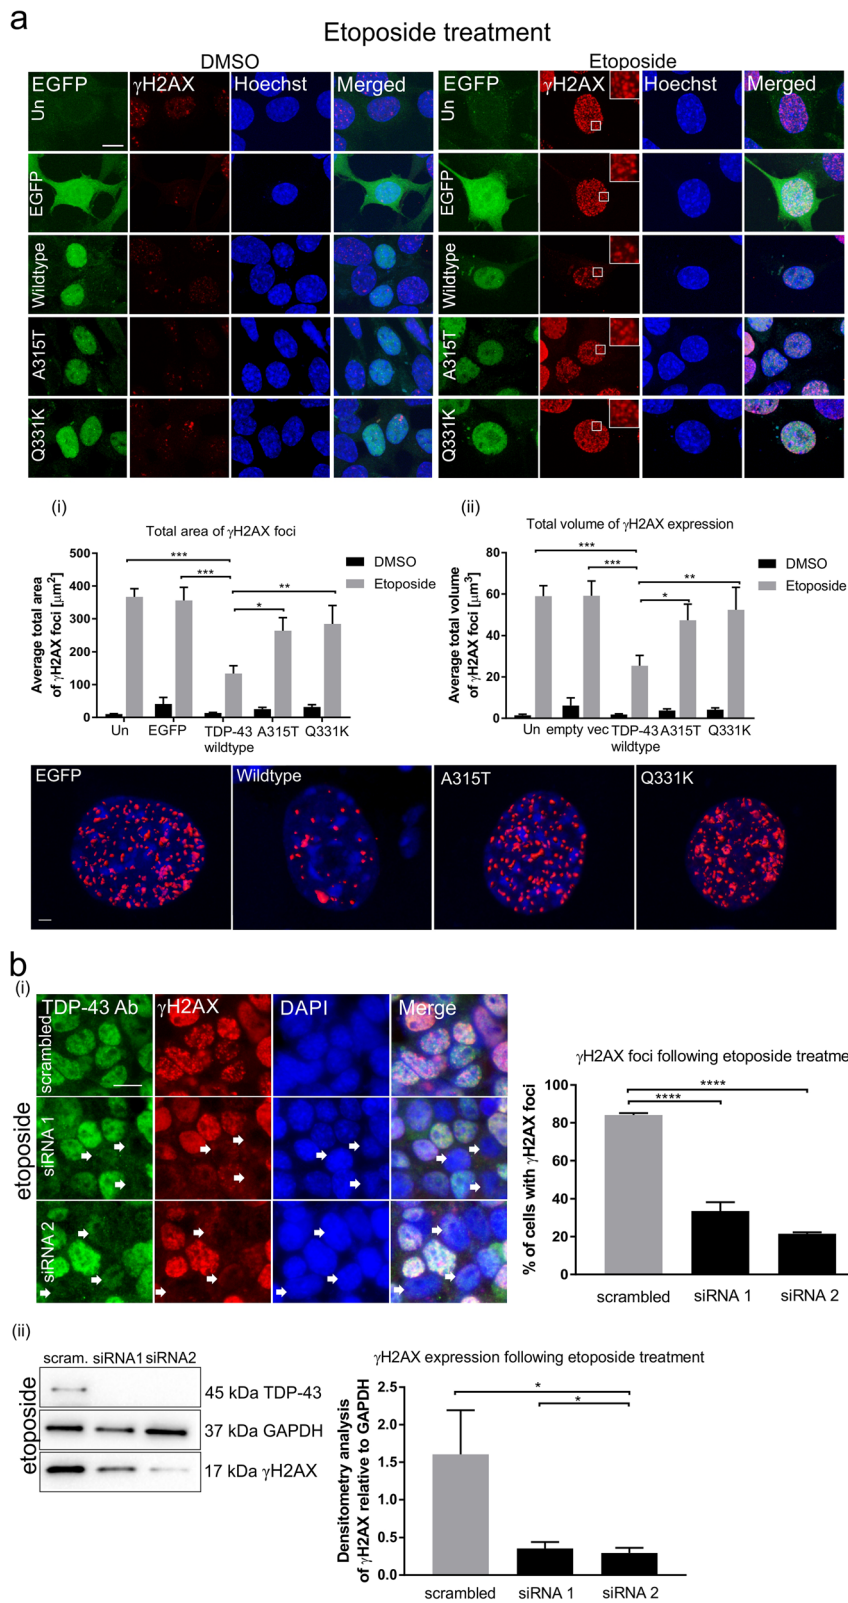 a
Etoposide treatment
DMSO
Etoposide
EGFP γH2AX Hoechst Merged EGFP γH2AX Hoechst Merged
Un Un
EGFP EGFP
Wildtype Wildtype
A315T A315T
Q331K Q331K
(i)
Total area of γH2AX foci
Average total area
of γH2AX foci [μm²]
500
400
300
200
100
0
***
***
**
*
DMSO
Etoposide
Un EGFP TDP-43 A315T Q331K
wildtype
(ii)
Total volume of γH2AX expression
Average total volume
of γH2AX foci [μm³]
80
60
40
20
0
***
***
**
*
DMSO
Etoposide
Un empty vec TDP-43 A315T Q331K
wildtype
EGFP Wildtype A315T Q331K
b
(i)
TDP-43 Ab γH2AX DAPI Merge
etoposide
scrambled
siRNA 1
siRNA 2
γH2AX foci following etoposide treatme
% of cells with γH2AX foci
100
80
60
40
20
0
****
****
scrambled siRNA 1 siRNA 2
(ii)
scram. siRNA1 siRNA2
etoposide
45 kDa TDP-43
37 kDa GAPDH
17 kDa γH2AX
γH2AX expression following etoposide treatment
Densitometry analysis
of γH2AX relative to GAPDH
2.5
2.0
1.5
1.0
0.5
0.0
*
*
scrambled siRNA 1 siRNA 2